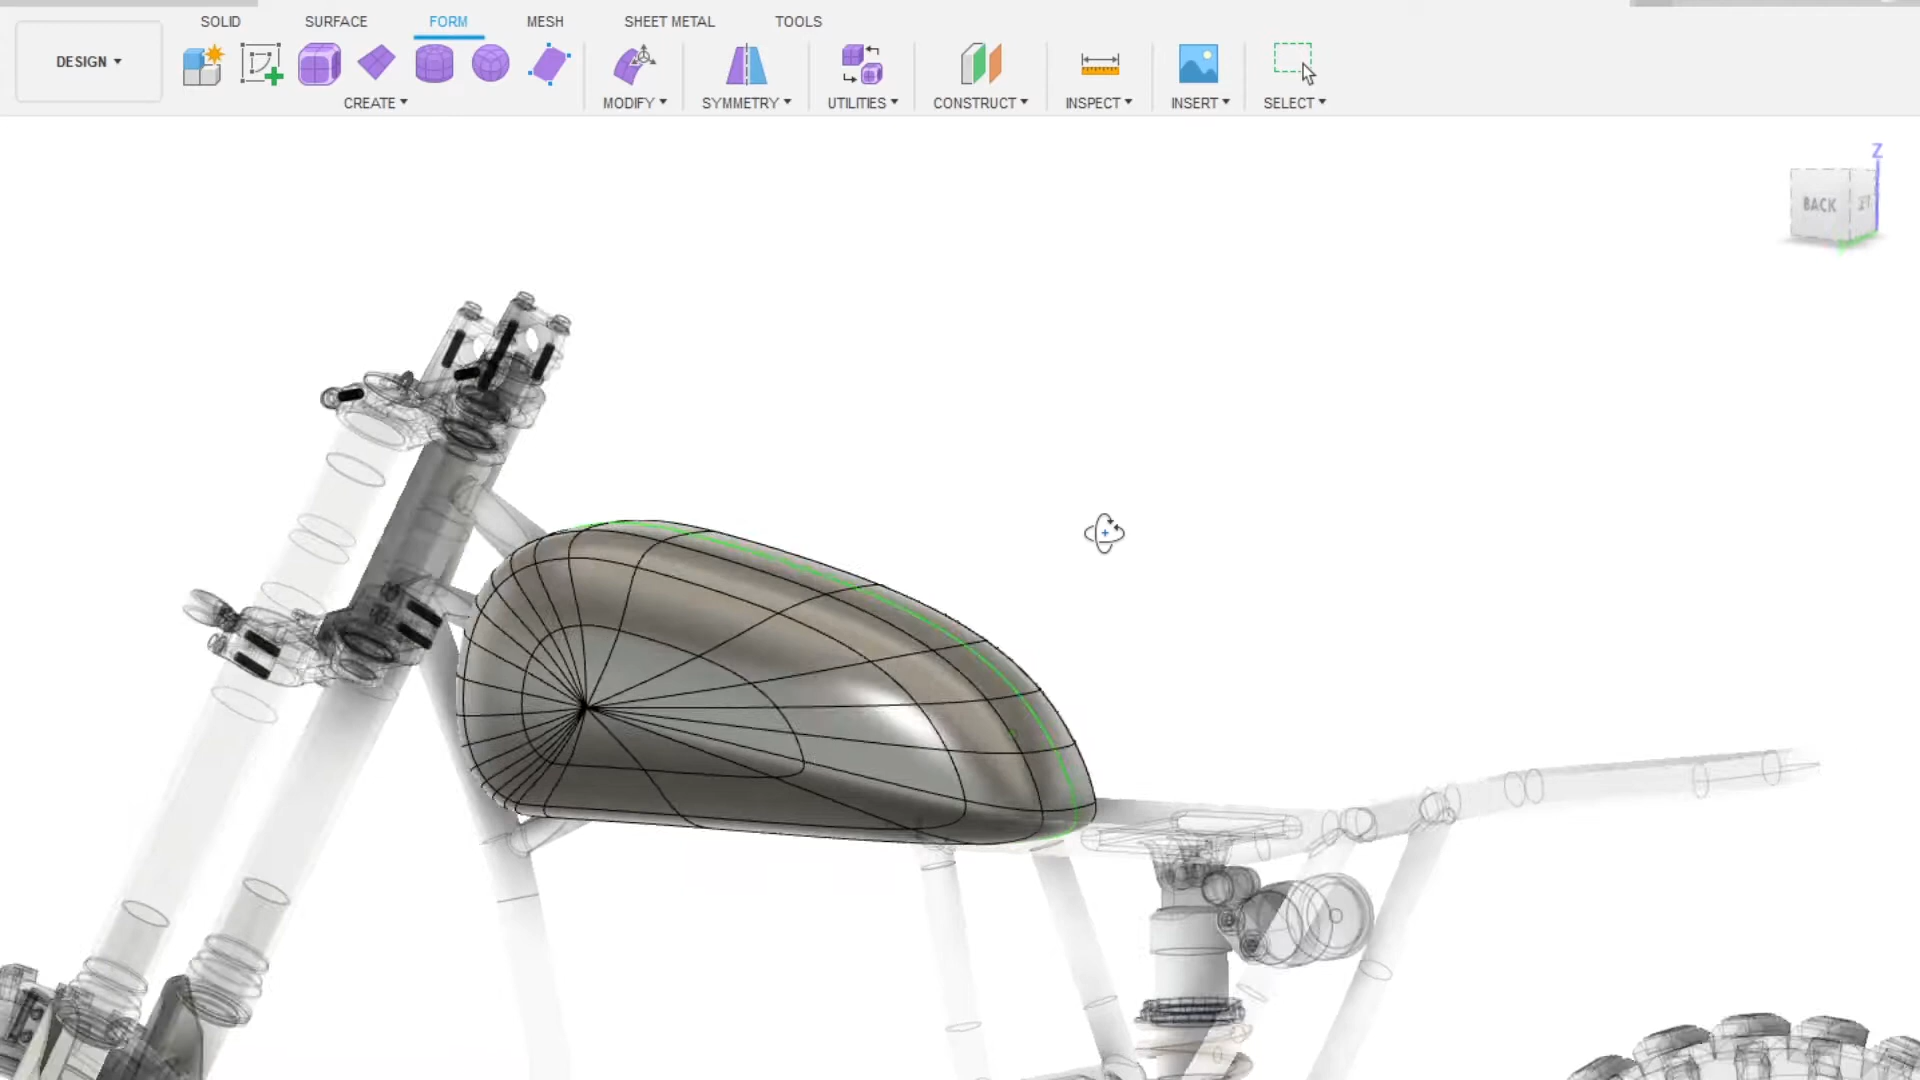 SOLID SURFACE FORM MESH SHEET METAL TOOLS
DESIGN
CREATE MODIFY SYMMETRY UTILITIES CONSTRUCT INSPECT INSERT SELECT
Z
BACK